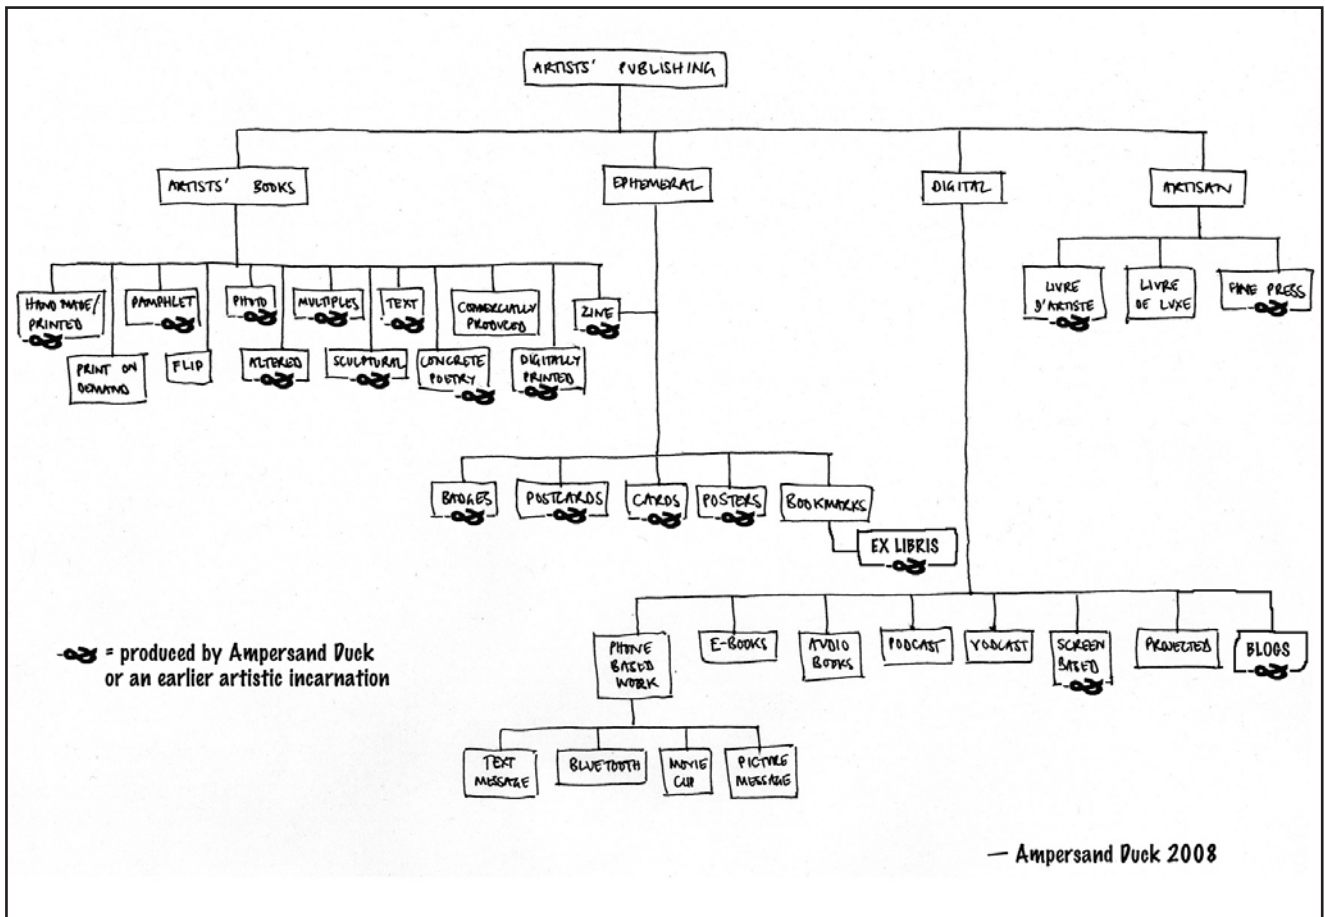 ARTISTS' PUBLISHING
ARTISTS' BOOKS
EPHEMERAL
DIGITAL
ARTISAN
HAND MADE/
PRINTED
PRINT ON
DEMAND
PAMPHLET
FLIP
PHOTO
ALTERED
MULTIPLES
SCULPTURAL
TEXT
CONCRETE
POETRY
COMMERCIALLY
PRODUCED
DIGITALLY
PRINTED
ZINE
LIVRE
D'ARTISTE
LIVRE
DE LUXE
FINE PRESS
BADGES
POSTCARDS
CARDS
POSTERS
BOOKMARKS
EX LIBRIS
PHONE
BASED
WORK
E-BOOKS
AUDIO
BOOKS
PODCAST
VODCAST
SCREEN
BASED
PROJECTED
BLOGS
TEXT
MESSAGE
BLUETOOTH
MOVIE
CLIP
PICTURE
MESSAGE
= produced by Ampersand Duck
or an earlier artistic incarnation
— Ampersand Duck 2008